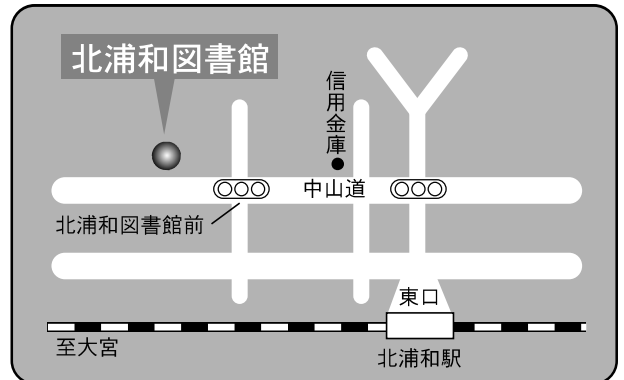 北浦和図書館
信用金庫
中山道
北浦和図書館前
東口
至大宮
北浦和駅